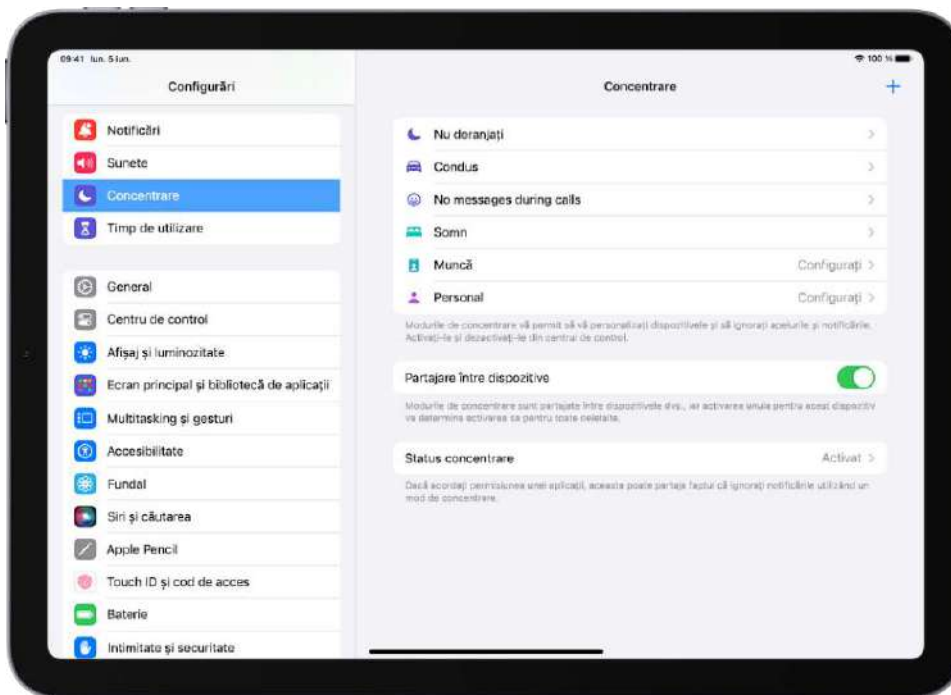 09:41 lun. 5 iun.
100 %
Configurări
Notificări
Sunete
Concentrare
Timp de utilizare
General
Centru de control
Afișaj și luminozitate
Ecran principal și bibliotecă de aplicații
Multitasking și gesturi
Accesibilitate
Fundal
Siri și căutarea
Apple Pencil
Touch ID și cod de acces
Baterie
Intimitate și securitate
Concentrare
+
Nu deranjați
Condus
No messages during calls
Somn
Muncă Configurați
Personal Configurați
Modurile de concentrare vă permit să vă personalizați dispozitivele și să ignorați apelurile și notificările.
Activați-le și dezactivați-le din centrul de control.
Partajare între dispozitive
Modurile de concentrare sunt partajate între dispozitivele dvs., iar activarea unuia pentru acest dispozitiv
va determina activarea sa pentru toate celelalte.
Status concentrare Activat
Dacă acordați permisiunea unei aplicații, aceasta poate partaja faptul că ignorați notificările utilizând un
mod de concentrare.